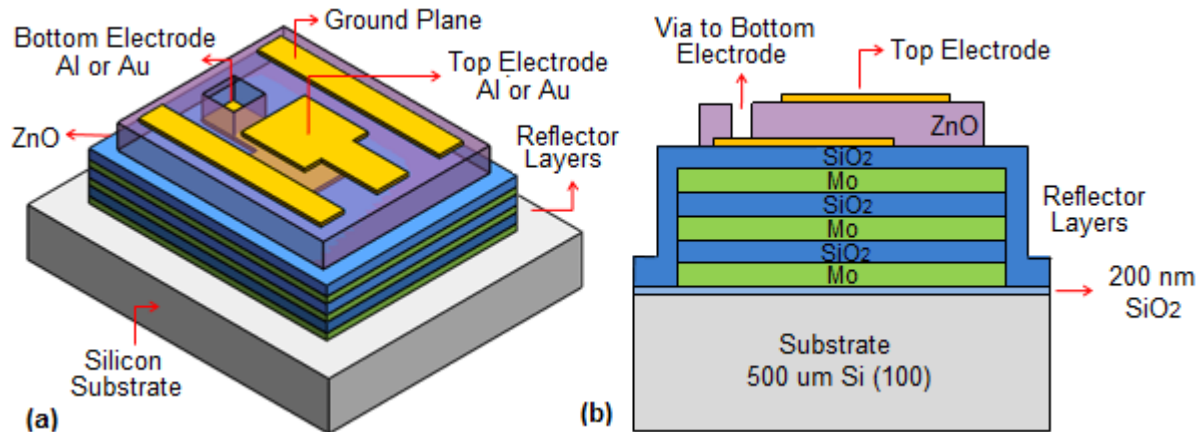 Ground Plane
Bottom Electrode
Al or Au
Top Electrode
Al or Au
ZnO
Reflector
Layers
Silicon
Substrate
(a)
Via to Bottom
Electrode
Top Electrode
ZnO
SiO2
Mo
SiO2
Mo
SiO2
Mo
Reflector
Layers
200 nm
SiO2
Substrate
500 um Si (100)
(b)